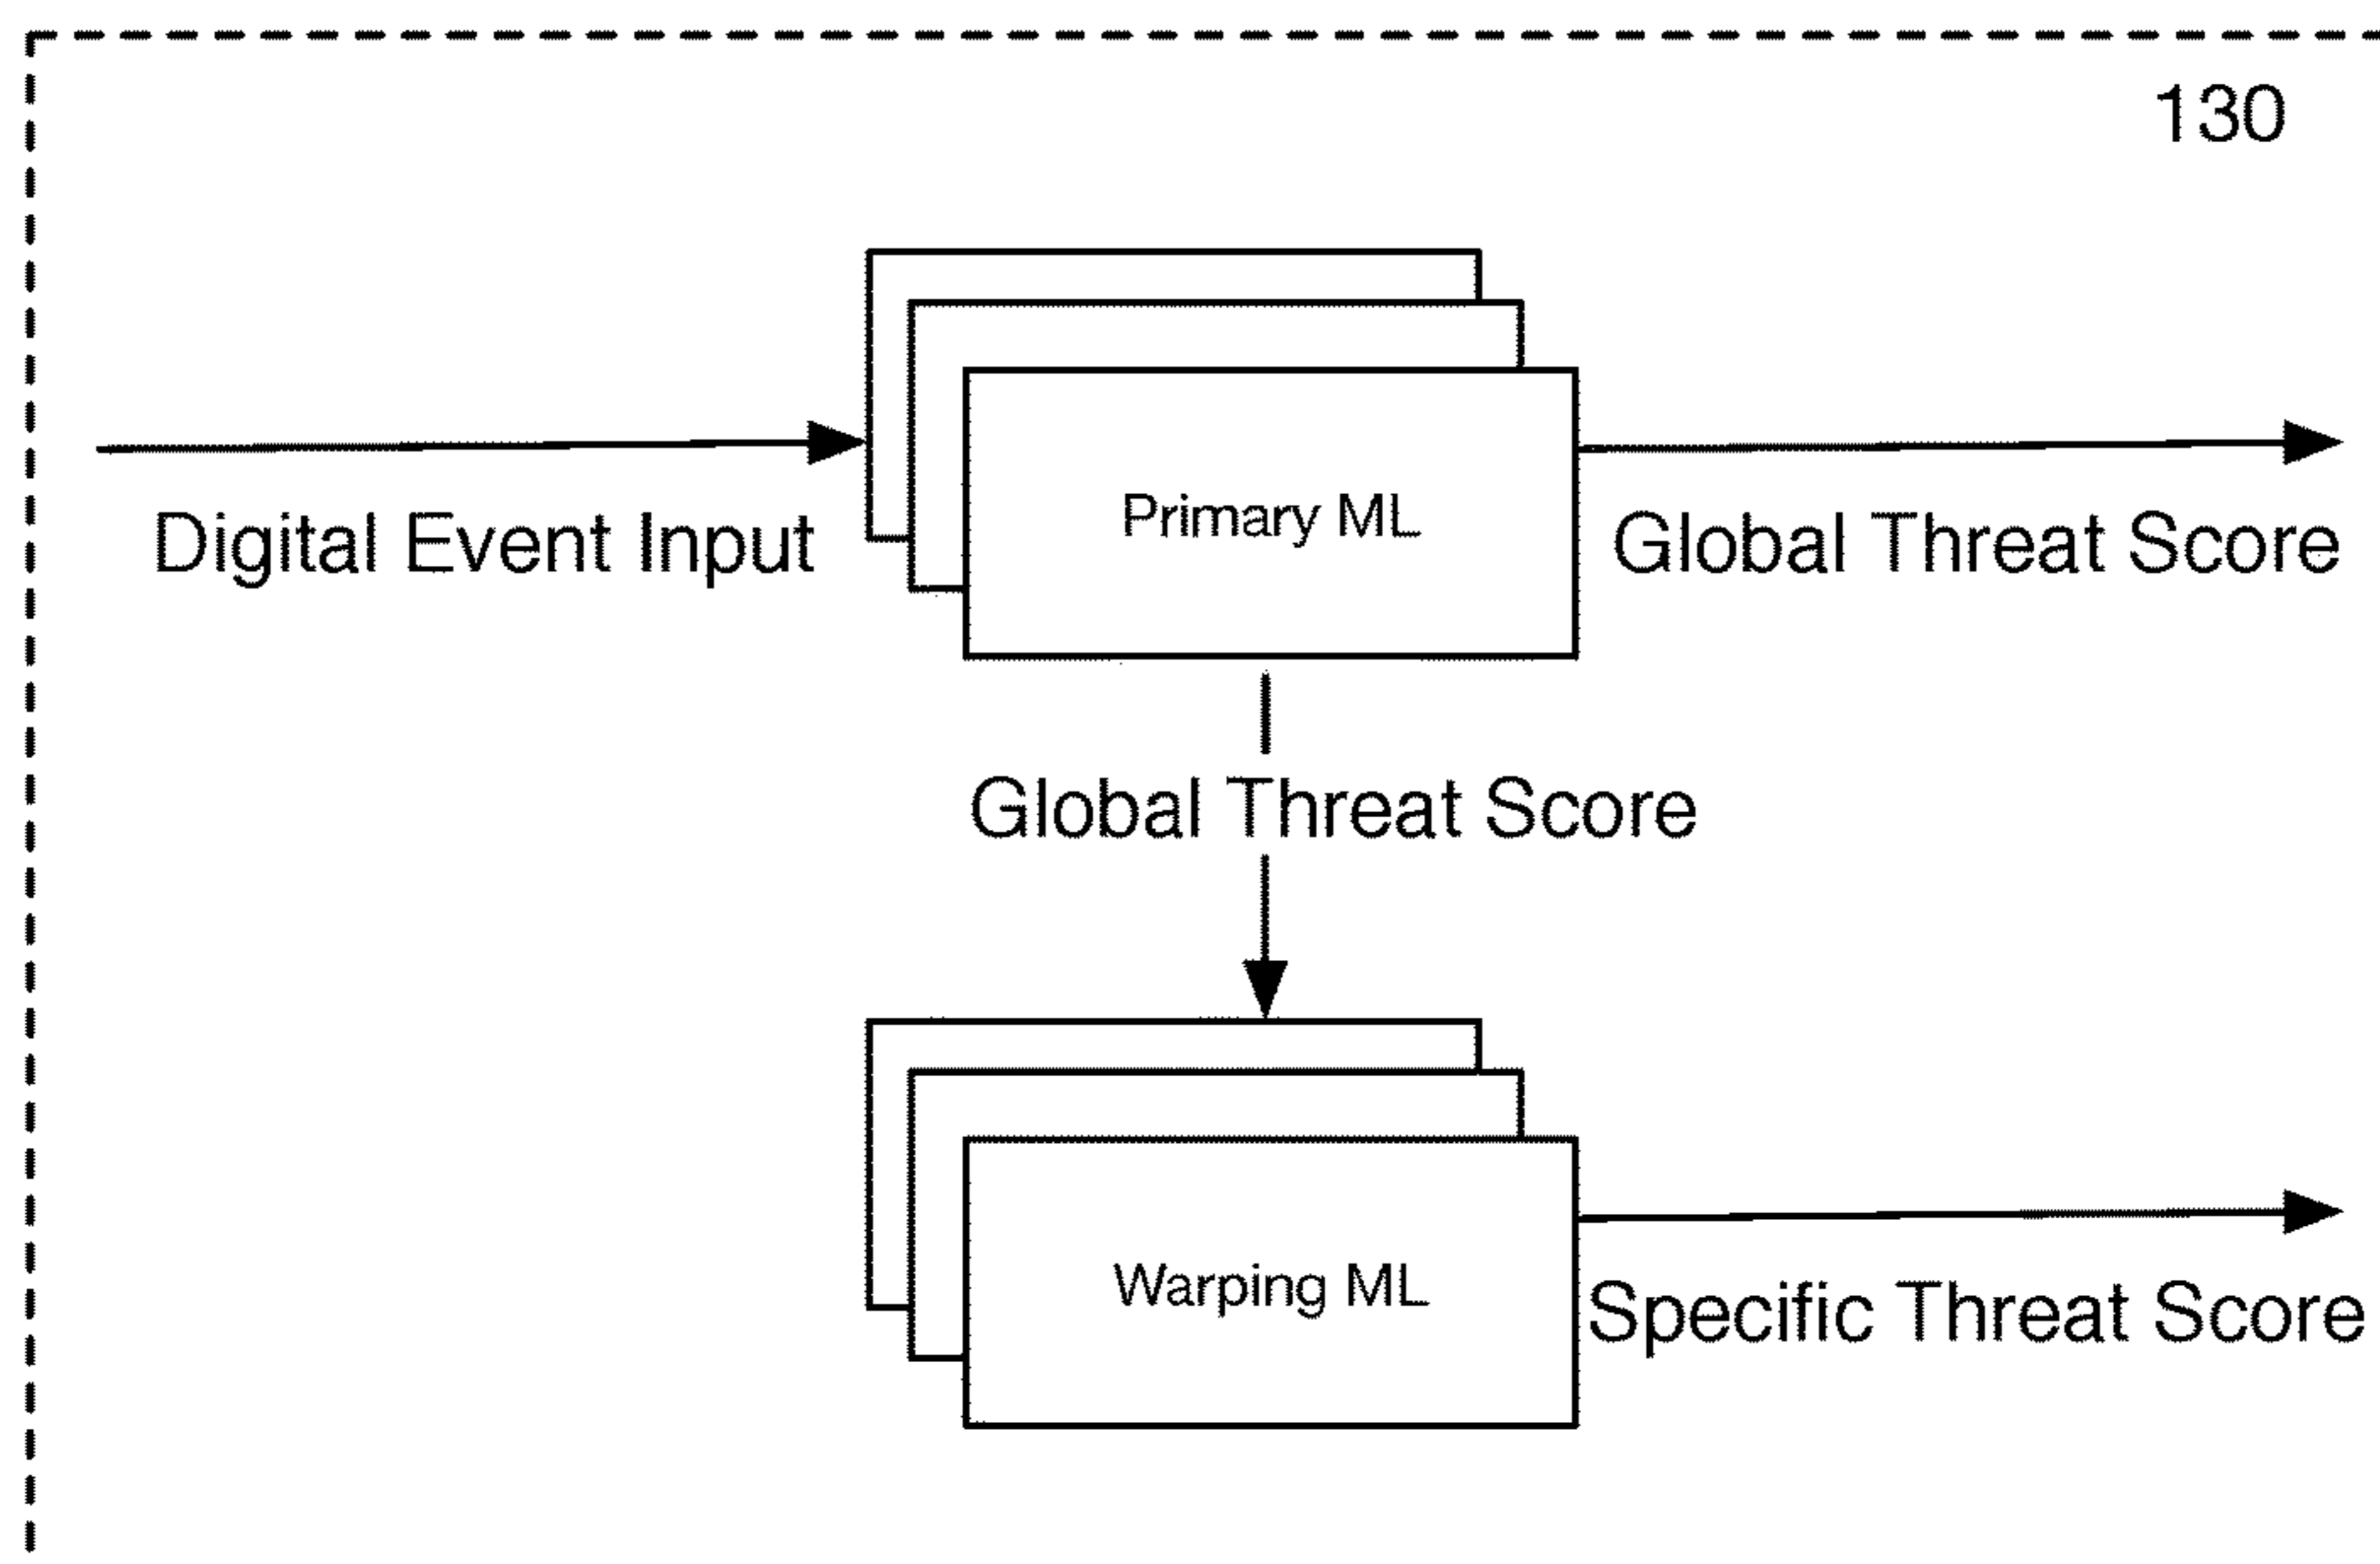 130
Primary ML
Digital Event Input
Global Threat Score
Global Threat Score
Warping ML
Specific Threat Score